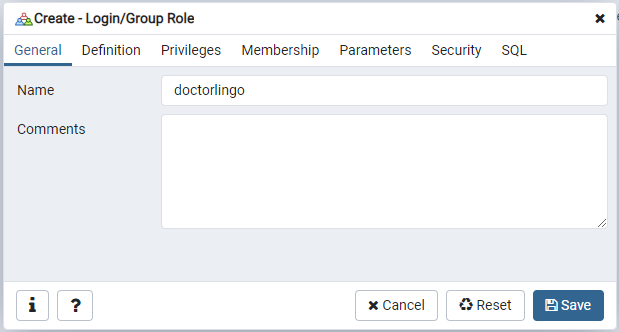 Create - Login/Group Role
General Definition Privileges Membership Parameters Security SQL
Name doctorlingo
Comments
i ? Cancel Reset Save